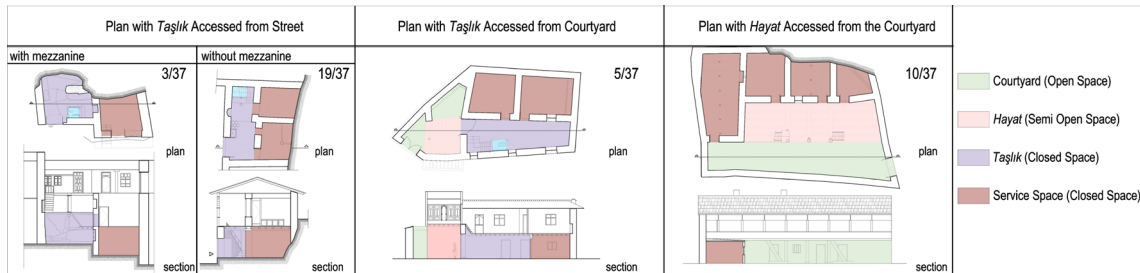 Plan with Taşlık Accessed from Street
Plan with Taşlık Accessed from Courtyard
Plan with Hayat Accessed from the Courtyard
with mezzanine
without mezzanine
3/37
19/37
5/37
10/37
plan
plan
plan
plan
section
section
section
section
Courtyard (Open Space)
Hayat (Semi Open Space)
Taşlık (Closed Space)
Service Space (Closed Space)